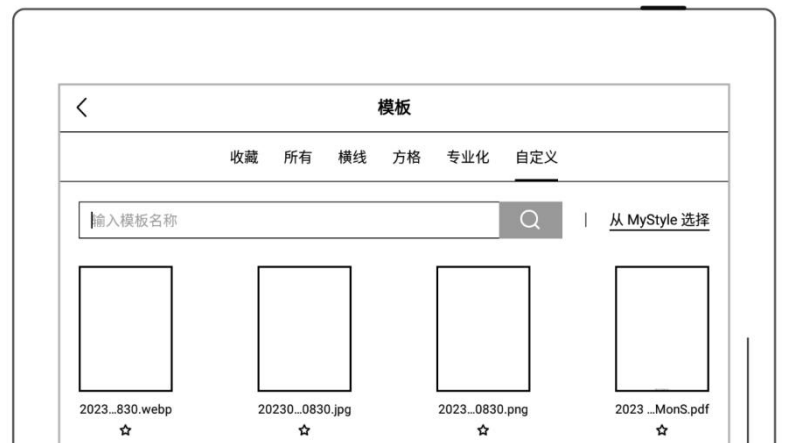 模板
收藏 所有 横线 方格 专业化 自定义
输入模板名称 从 MyStyle 选择
2023...830.webp 20230...0830.jpg 2023...0830.png 2023 ...MonS.pdf